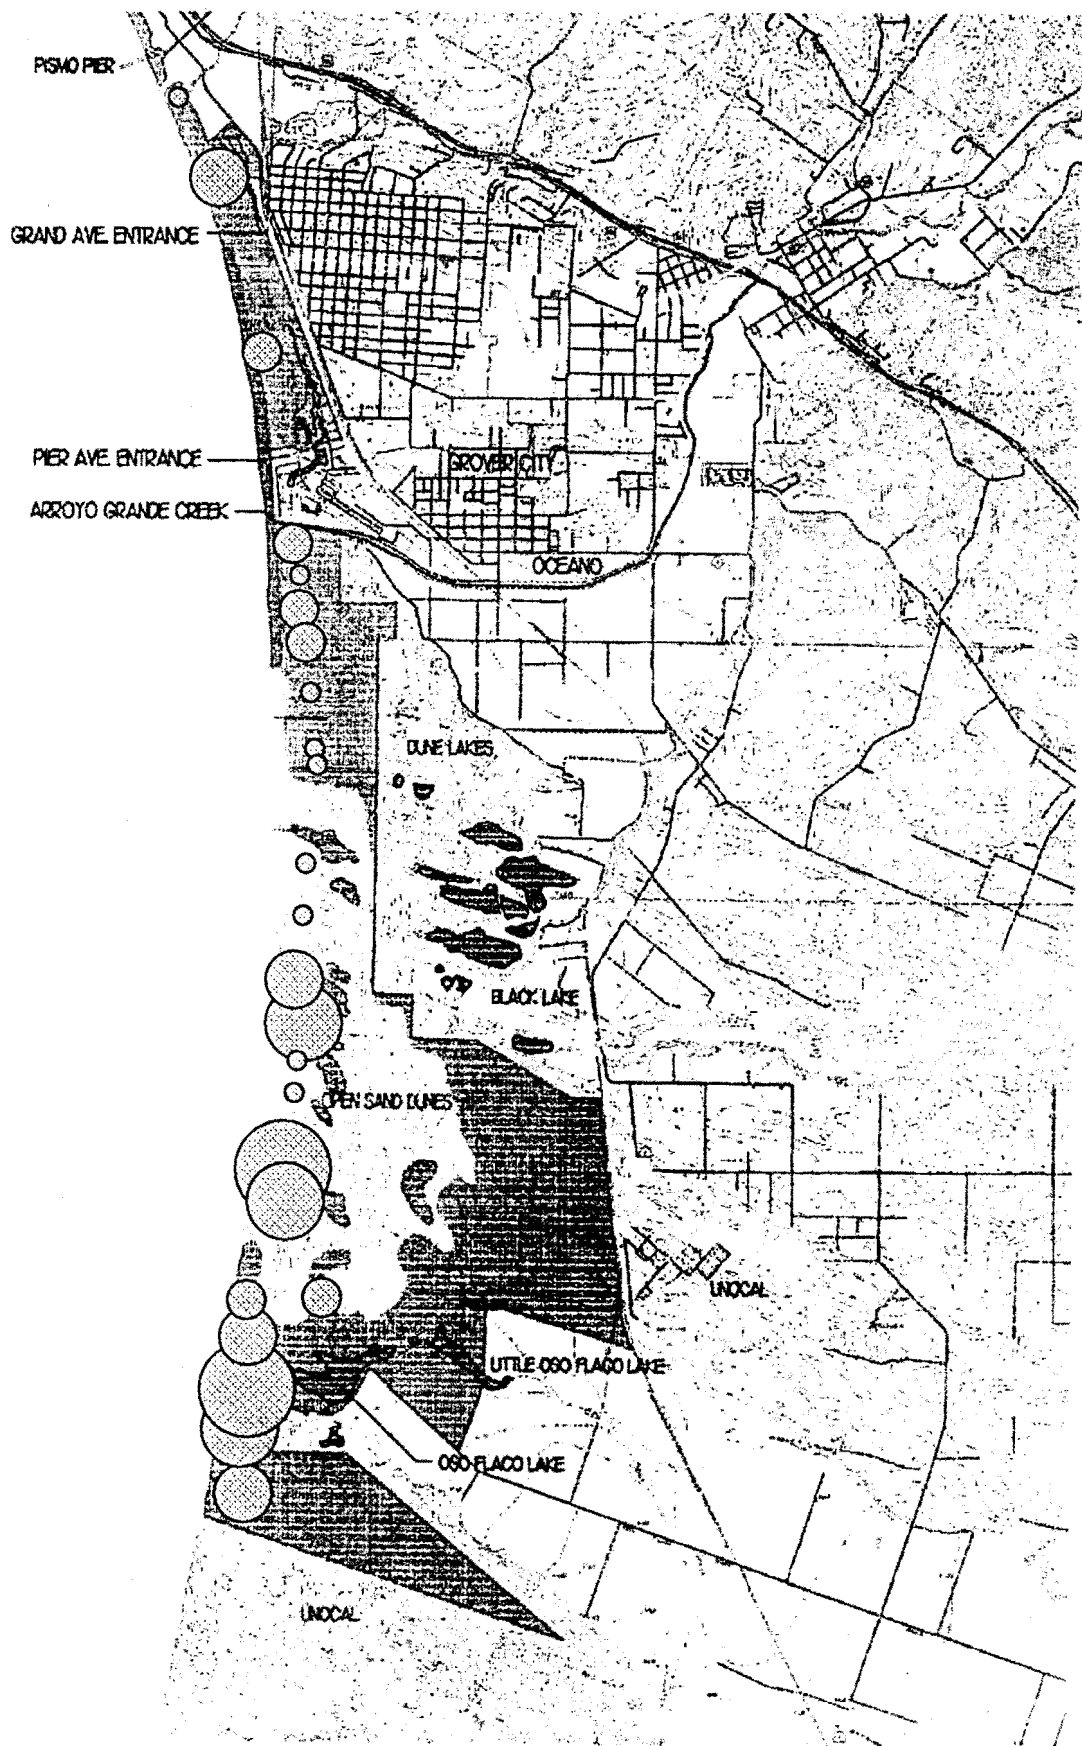 PISMO PIER
GRAND AVE. ENTRANCE
PIER AVE. ENTRANCE
GROVER CITY
ARROYO GRANDE CREEK
OCEANO
DUNE LAKES
BLACK LAKE
OPEN SAND DUNES
UNOCAL
LITTLE OSO FLACO LAKE
OSO FLACO LAKE
UNOCAL